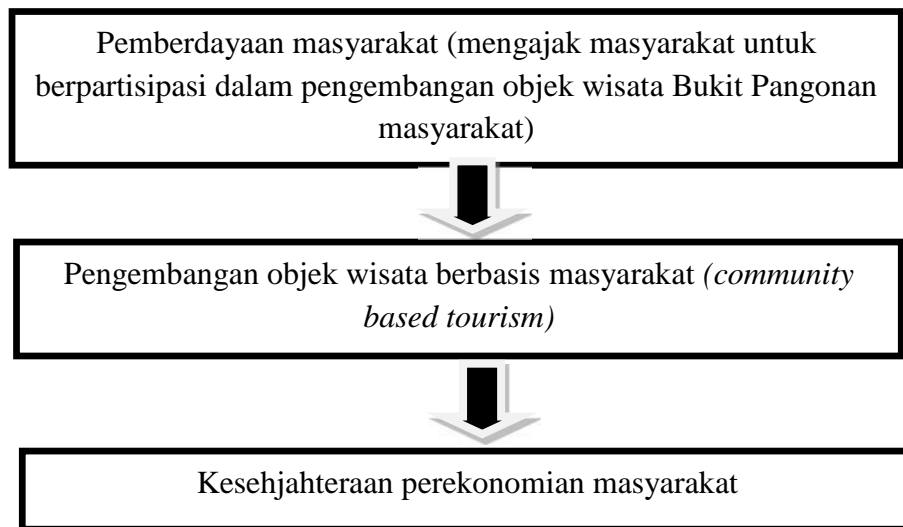 Pemberdayaan masyarakat (mengajak masyarakat untuk
berpartisipasi dalam pengembangan objek wisata Bukit Pangonan
masyarakat)
Pengembangan objek wisata berbasis masyarakat (community
based tourism)
Kesehjahteraan perekonomian masyarakat